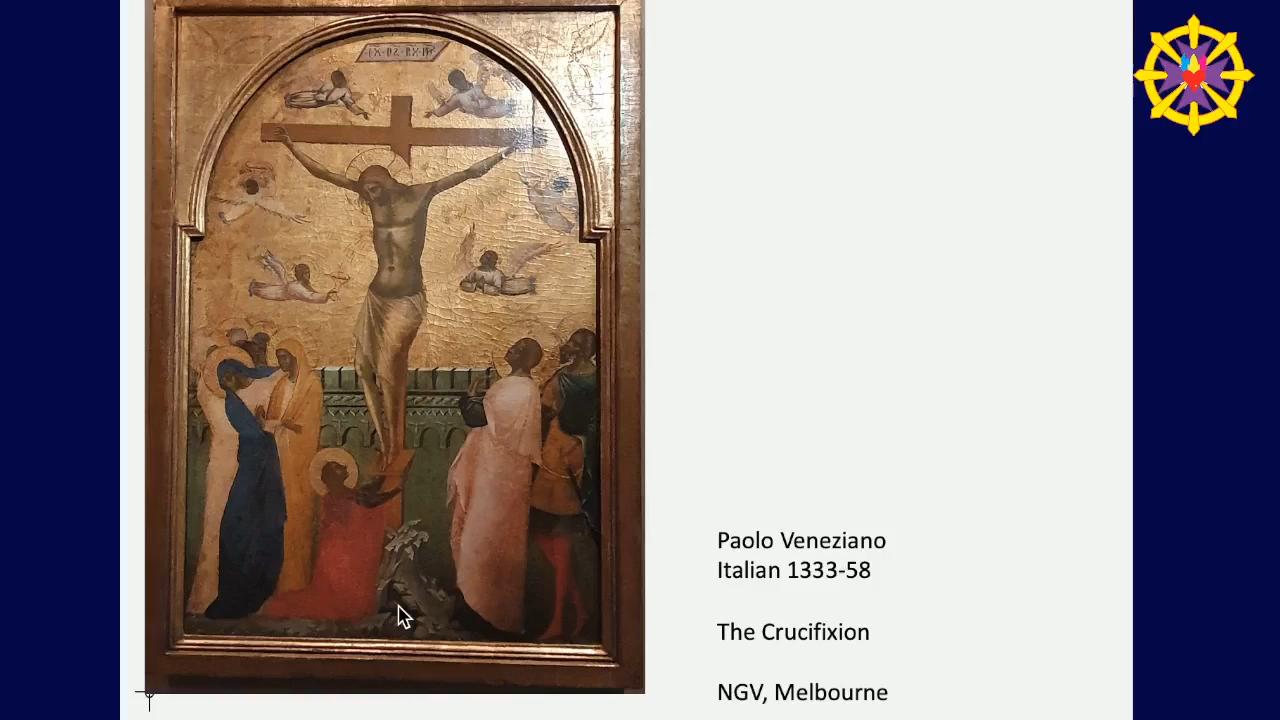 Paolo Veneziano
Italian 1333-58
The Crucifixion
NGV, Melbourne